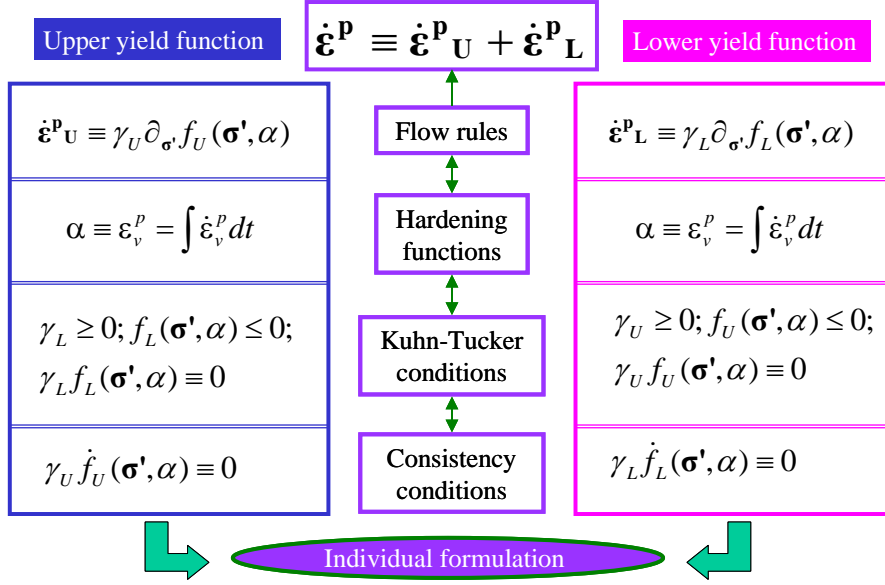 Upper yield function
ε̇ᵖ ≡ ε̇ᵖ_U + ε̇ᵖ_L
Lower yield function
ε̇ᵖ_U ≡ γ_U ∂_σ' f_U (σ', α)
α ≡ ε_v^p = ∫ ε̇_v^p dt
γ_L ≥ 0; f_L (σ', α) ≤ 0;
γ_L f_L (σ', α) ≡ 0
γ_U ḟ_U (σ', α) ≡ 0
Flow rules
Hardening
functions
Kuhn-Tucker
conditions
Consistency
conditions
ε̇ᵖ_L ≡ γ_L ∂_σ' f_L (σ', α)
α ≡ ε_v^p = ∫ ε̇_v^p dt
γ_U ≥ 0; f_U (σ', α) ≤ 0;
γ_U f_U (σ', α) ≡ 0
γ_L ḟ_L (σ', α) ≡ 0
Individual formulation